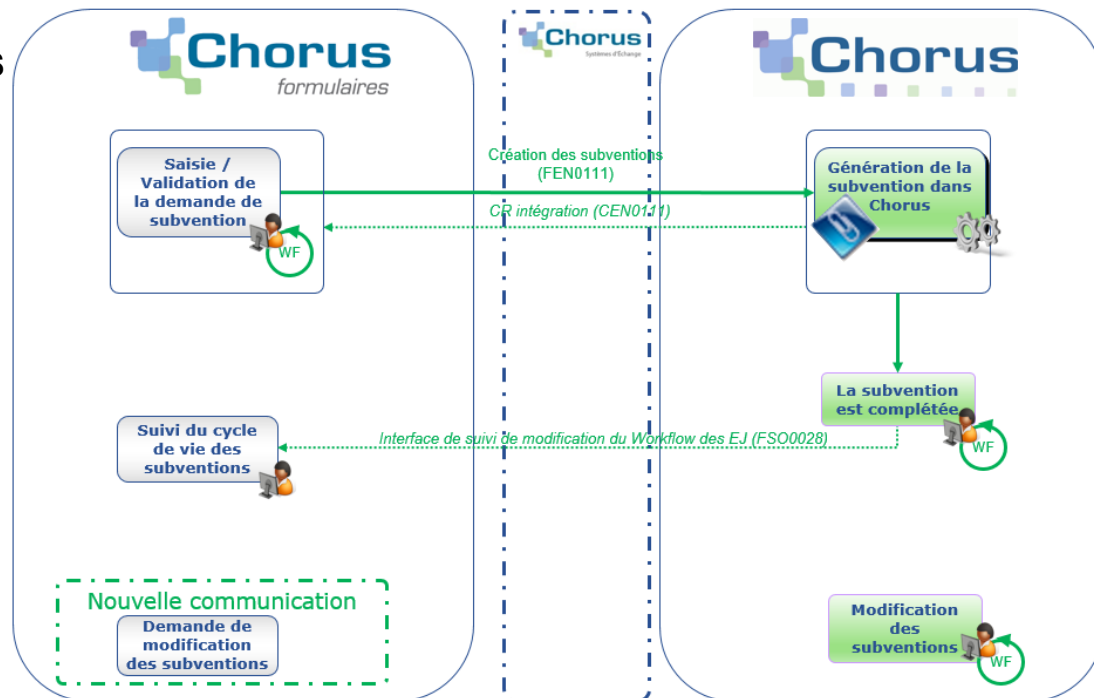 s
Chorus
formulaires
Chorus
Systèmes d'Échange
Chorus
Saisie /
Validation de
la demande de
subvention
WF
Création des subventions
(FEN0111)
CR intégration (CEN0111)
Génération de la
subvention dans
Chorus
La subvention
est complétée
WF
Suivi du cycle
de vie des
subventions
Interface de suivi de modification du Workflow des EJ (FSO0028)
Nouvelle communication
Demande de
modification
des subventions
Modification
des
subventions
WF